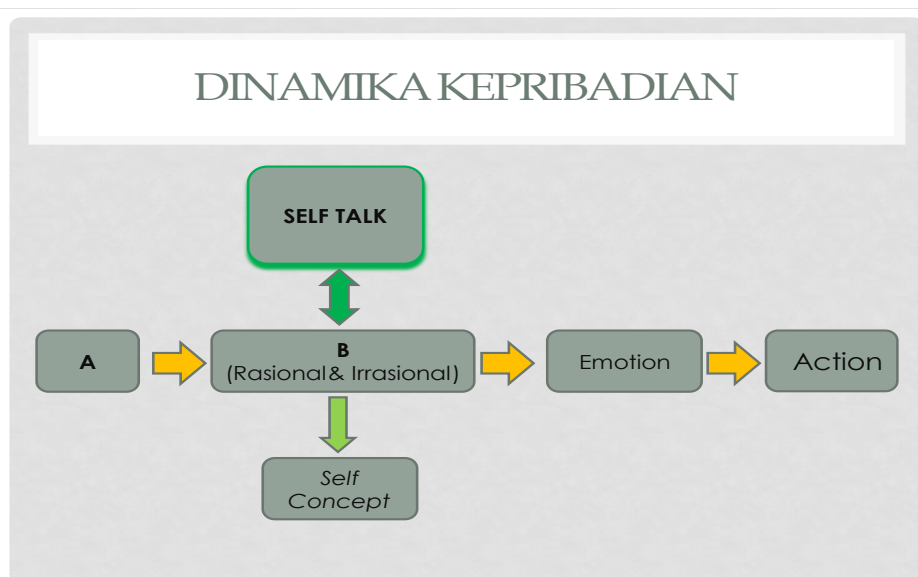 DINAMIKA KEPRIBADIAN
SELF TALK
A
B
(Rasional& Irrasional)
Emotion
Action
Self
Concept